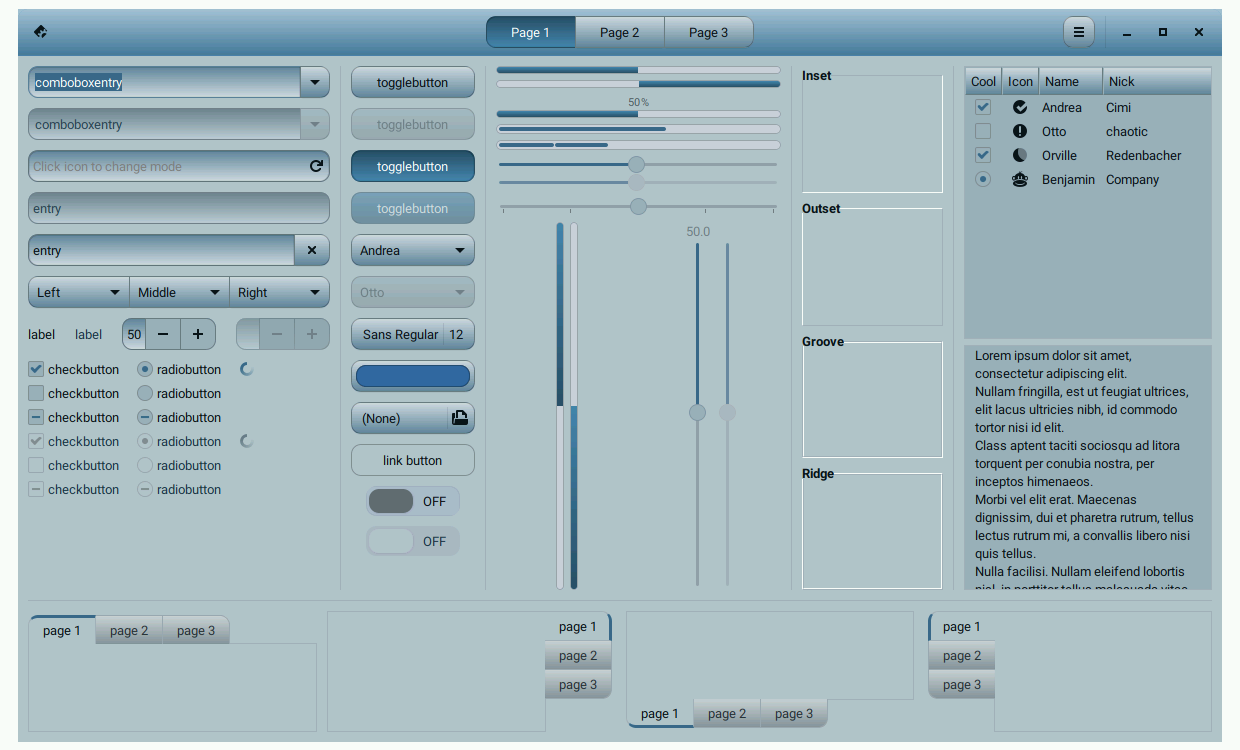 Page 1 Page 2 Page 3
comboboxentry
comboboxentry
Click icon to change mode
entry
entry
Left Middle Right
label label 50
checkbutton radiobutton
checkbutton radiobutton
checkbutton radiobutton
checkbutton radiobutton
checkbutton radiobutton
checkbutton radiobutton
togglebutton
togglebutton
togglebutton
togglebutton
Andrea
Otto
Sans Regular 12
(None)
link button
OFF
OFF
50%
50.0
Inset
Outset
Groove
Ridge
Cool Icon Name Nick
Andrea Cimi
Otto chaotic
Orville Redenbacher
Benjamin Company
Lorem ipsum dolor sit amet,
consectetur adipiscing elit.
Nullam fringilla, est ut feugiat ultrices,
elit lacus ultricies nibh, id commodo
tortor nisi id elit.
Class aptent taciti sociosqu ad litora
torquent per conubia nostra, per
inceptos himenaeos.
Morbi vel elit erat. Maecenas
dignissim, dui et pharetra rutrum, tellus
lectus rutrum mi, a convallis libero nisi
quis tellus.
Nulla facilisi. Nullam eleifend lobortis
page 1 page 2 page 3
page 1
page 2
page 3
page 1 page 2 page 3
page 1
page 2
page 3